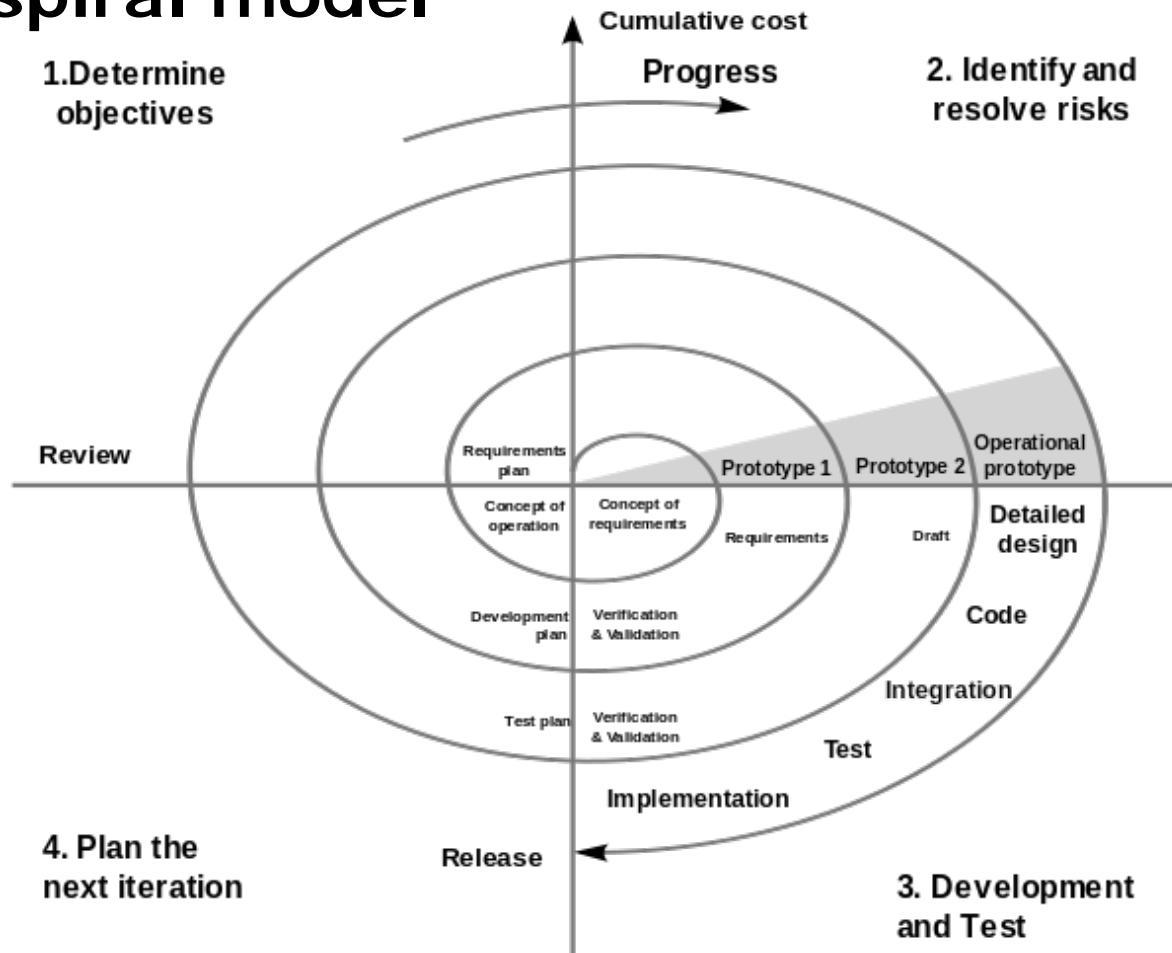 spiral model
Cumulative cost
Progress
1.Determine
objectives
2. Identify and
resolve risks
Review
Requirements
plan
Operational
prototype
Prototype 1
Prototype 2
Concept of
operation
Concept of
requirements
Requirements
Draft
Detailed
design
Development
plan
Verification
& Validation
Code
Integration
Test plan
Verification
& Validation
Test
Implementation
Release
4. Plan the
next iteration
3. Development
and Test